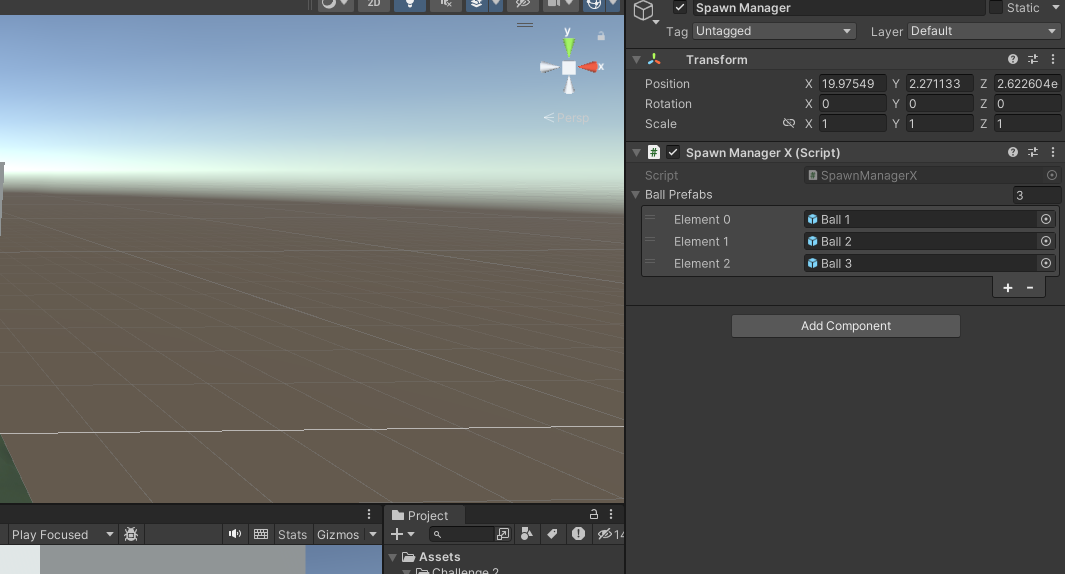 2D
Spawn Manager
Static
Tag Untagged Layer Default
Transform
Position X 19.97549 Y 2.271133 Z 2.622604e
Rotation X 0 Y 0 Z 0
Scale X 1 Y 1 Z 1
Spawn Manager X (Script)
Script SpawnManagerX
Ball Prefabs 3
Element 0 Ball 1
Element 1 Ball 2
Element 2 Ball 3
+ -
Add Component
y
x
Persp
Play Focused
Stats Gizmos
Project
14
Assets
Challenge 2